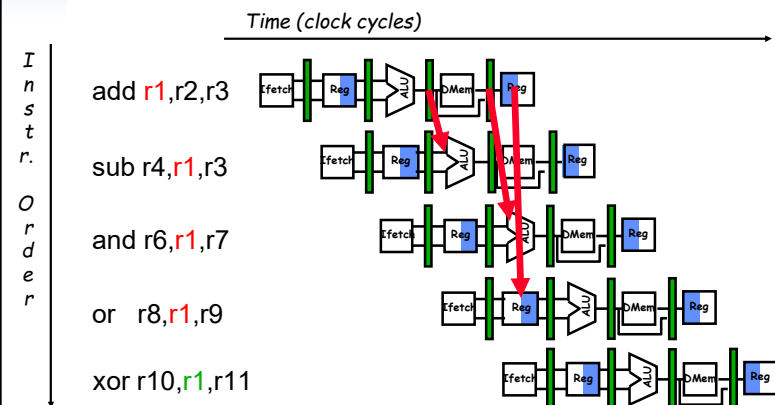 Time (clock cycles)
Instr. Order
add r1,r2,r3
Ifetch Reg ALU DMem Reg
sub r4,r1,r3
Ifetch Reg ALU DMem Reg
and r6,r1,r7
Ifetch Reg ALU DMem Reg
or r8,r1,r9
Ifetch Reg ALU DMem Reg
xor r10,r1,r11
Ifetch Reg ALU DMem Reg